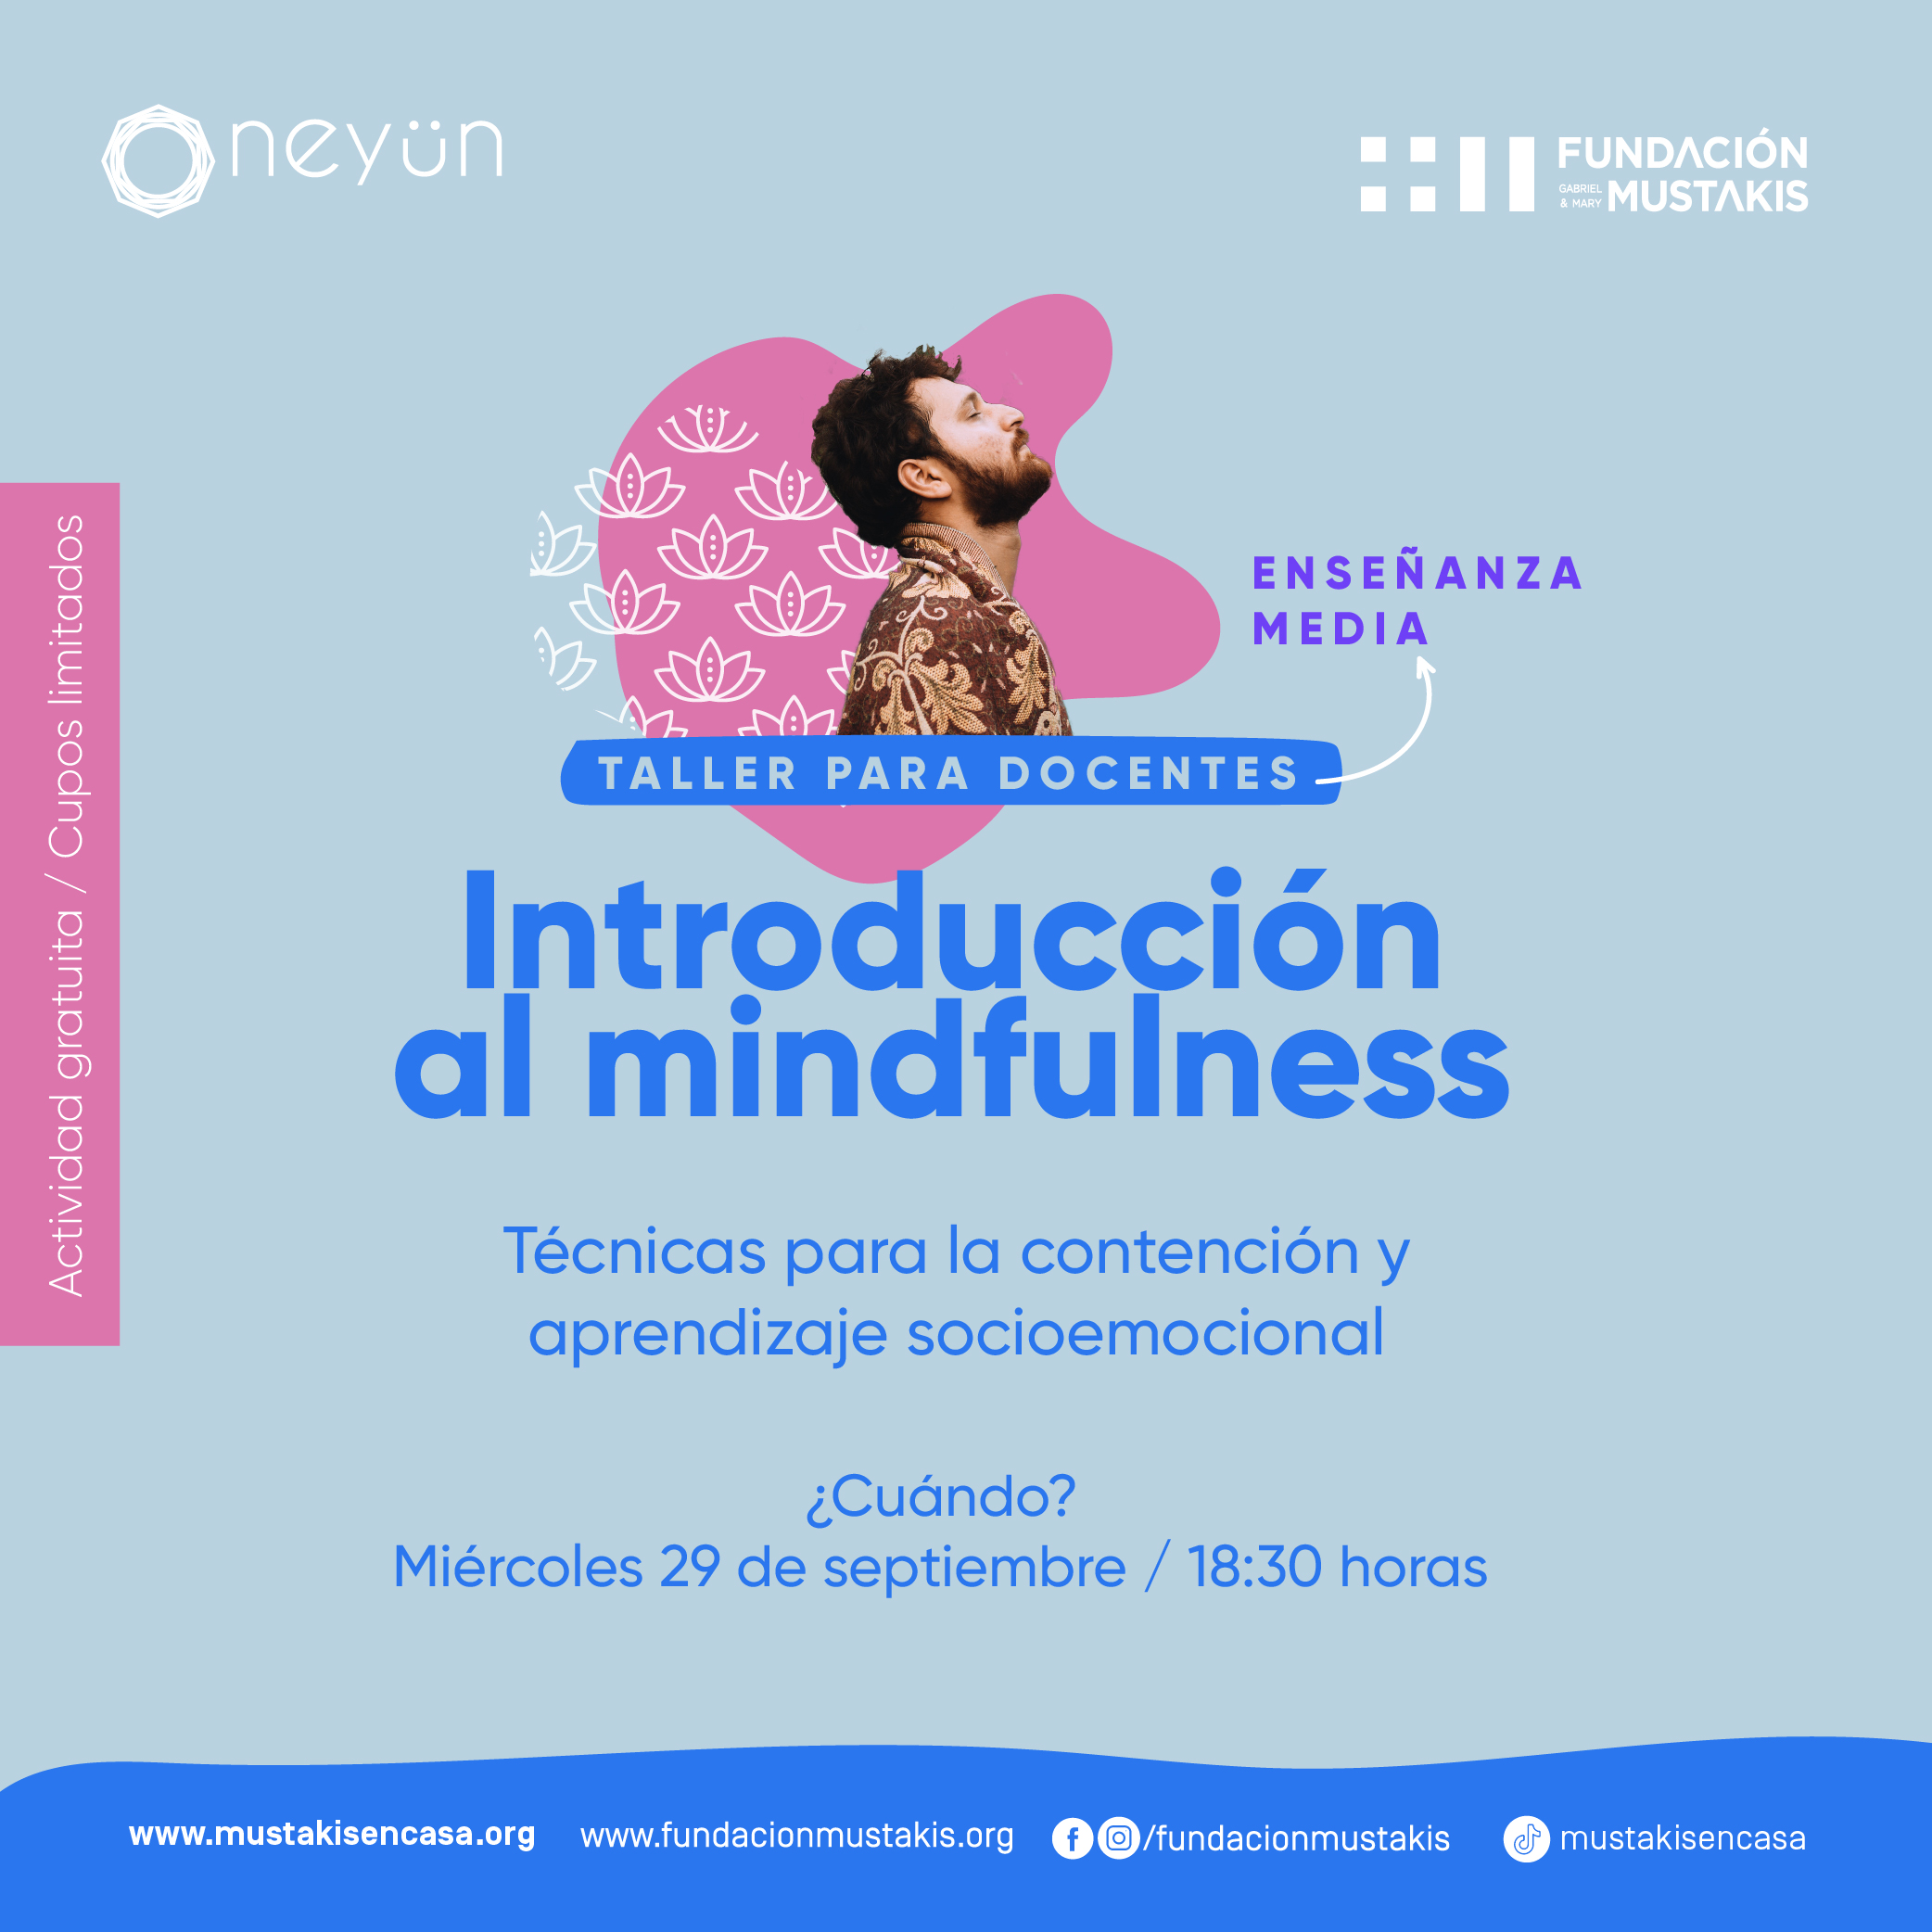 neyün
FUNDACIÓN
GABRIEL
& MARY MUSTAKIS
ENSEÑANZA
MEDIA
TALLER PARA DOCENTES
Introducción
al mindfulness
Técnicas para la contención y
aprendizaje socioemocional
¿Cuándo?
Miércoles 29 de septiembre / 18:30 horas
Actividad gratuita / Cupos limitados
www.mustakisencasa.org www.fundacionmustakis.org /fundacionmustakis mustakisencasa